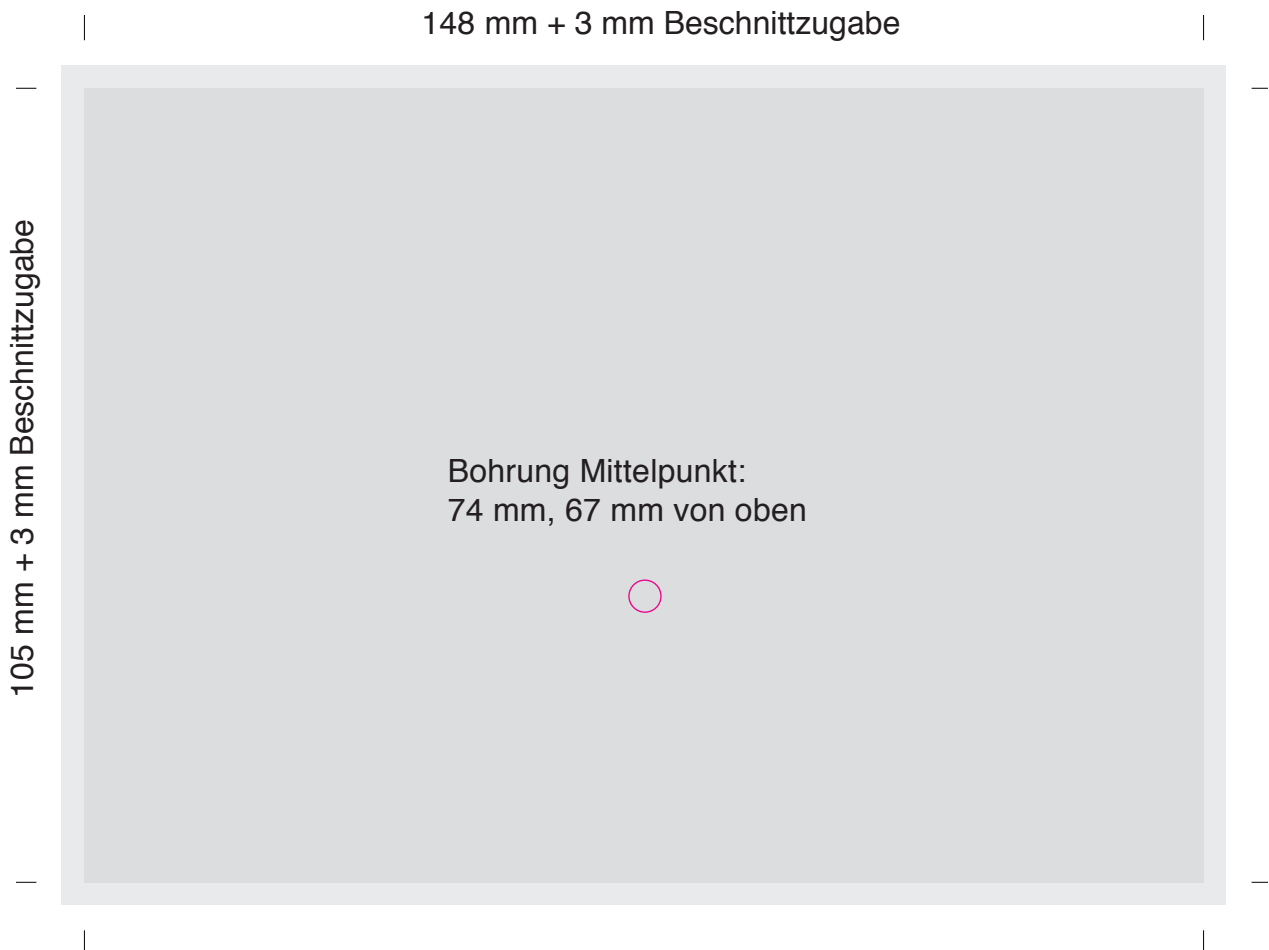 148 mm + 3 mm Beschnittzugabe
105 mm + 3 mm Beschnittzugabe
Bohrung Mittelpunkt:
74 mm, 67 mm von oben